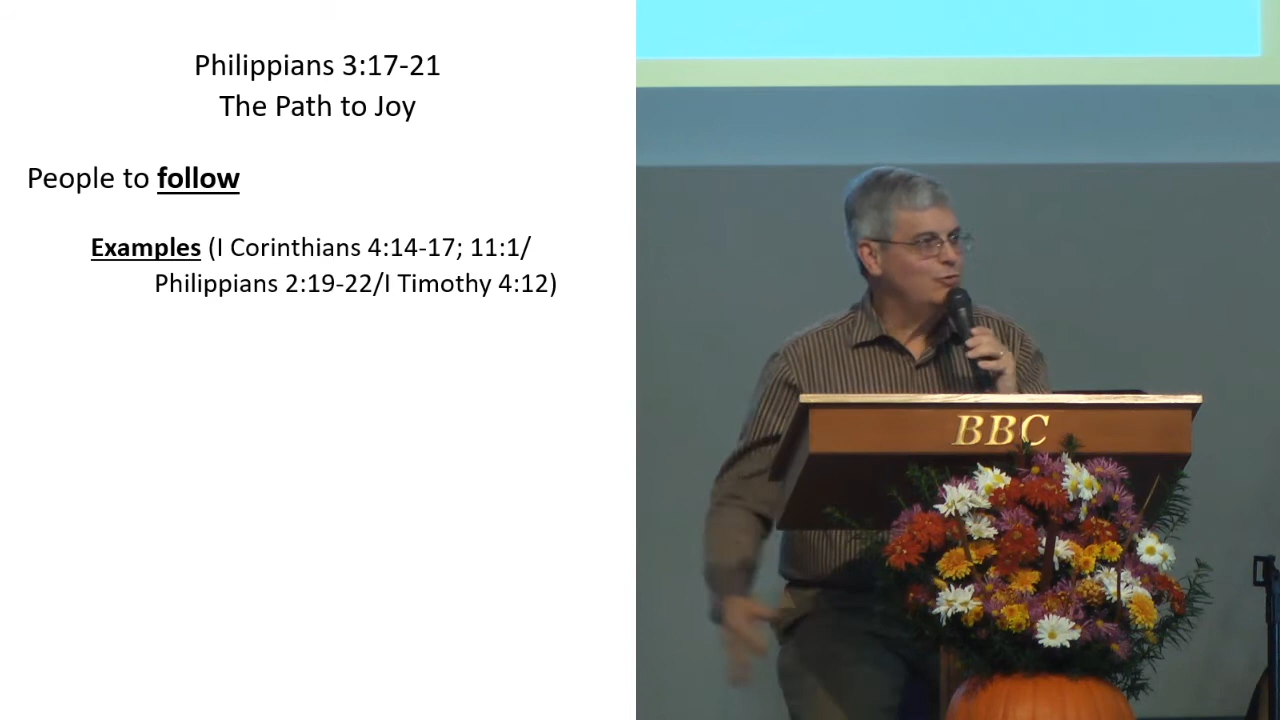 Philippians 3:17-21
The Path to Joy
People to follow
Examples (I Corinthians 4:14-17; 11:1/
Philippians 2:19-22/I Timothy 4:12)
BBC